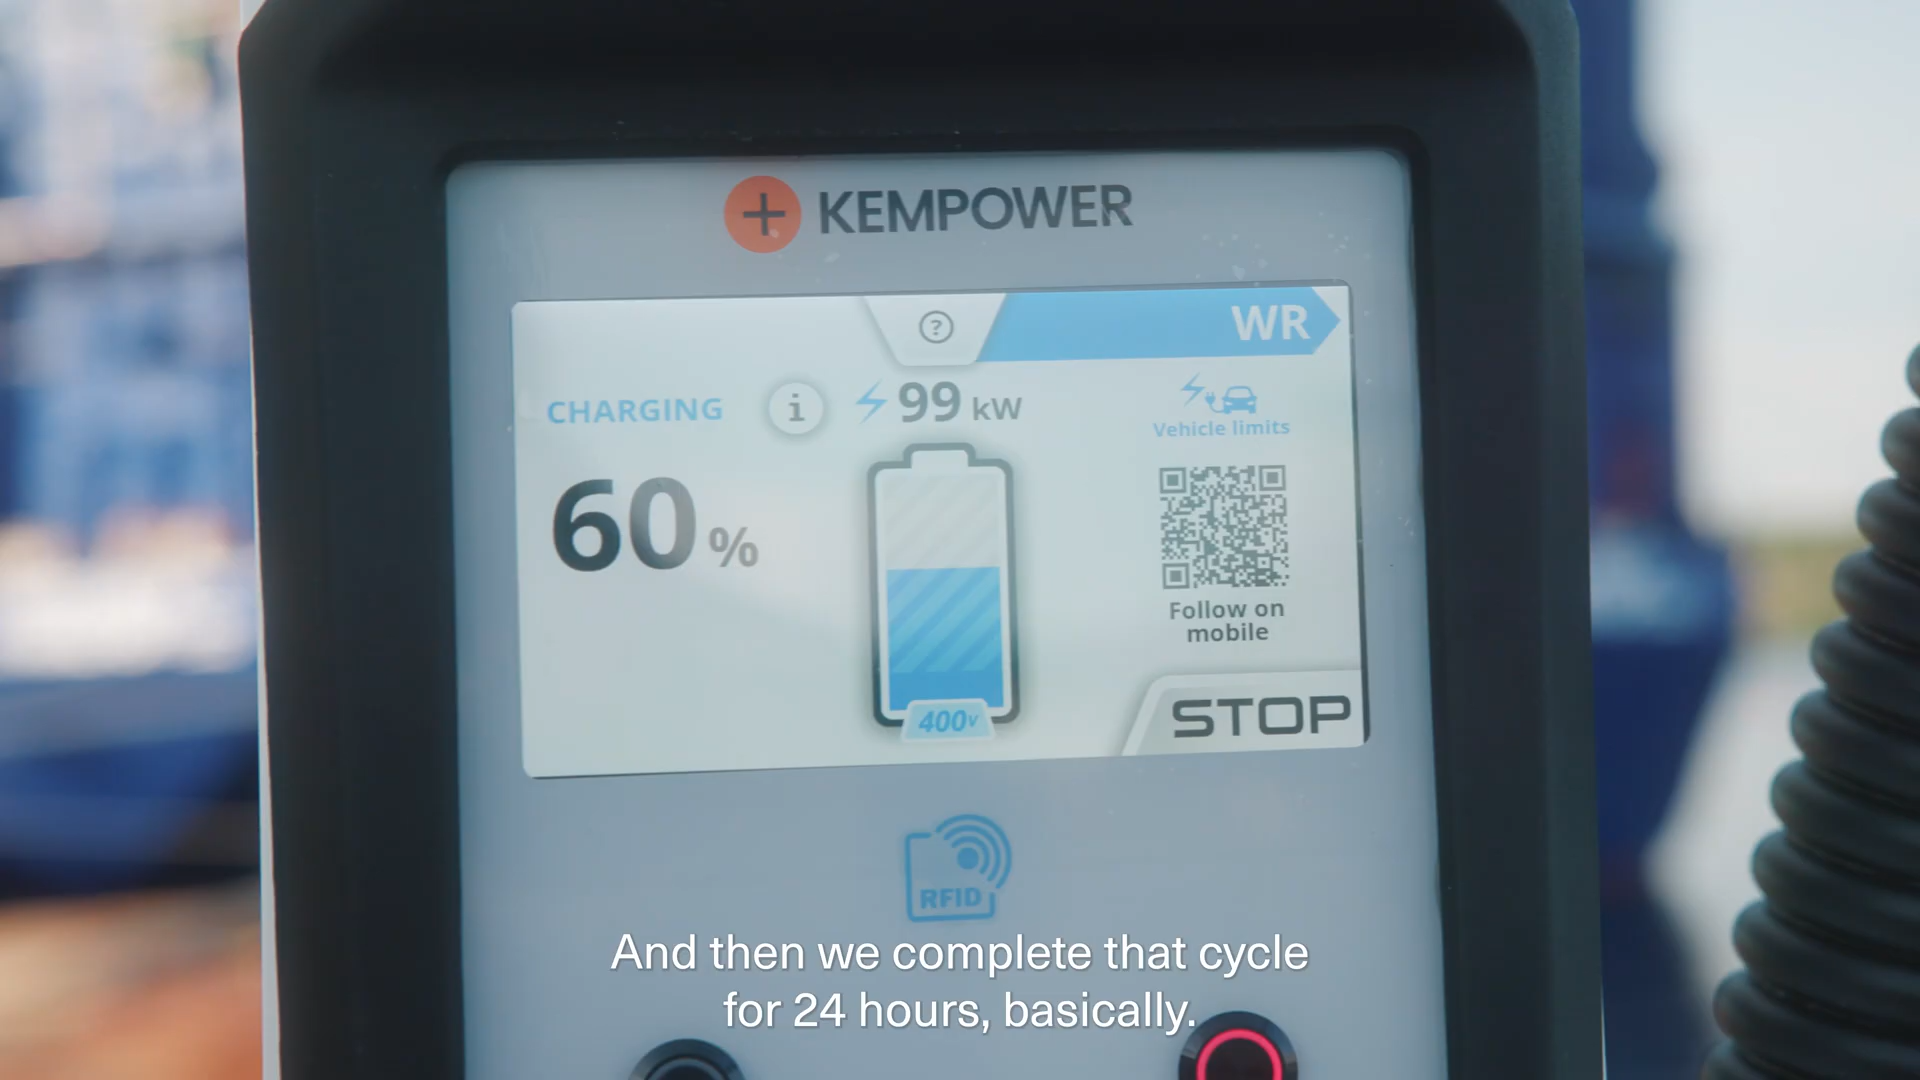 KEMPOWER
WR
CHARGING
i
99 kW
Vehicle limits
60 %
Follow on
mobile
400V
STOP
RFID
And then we complete that cycle
for 24 hours, basically.